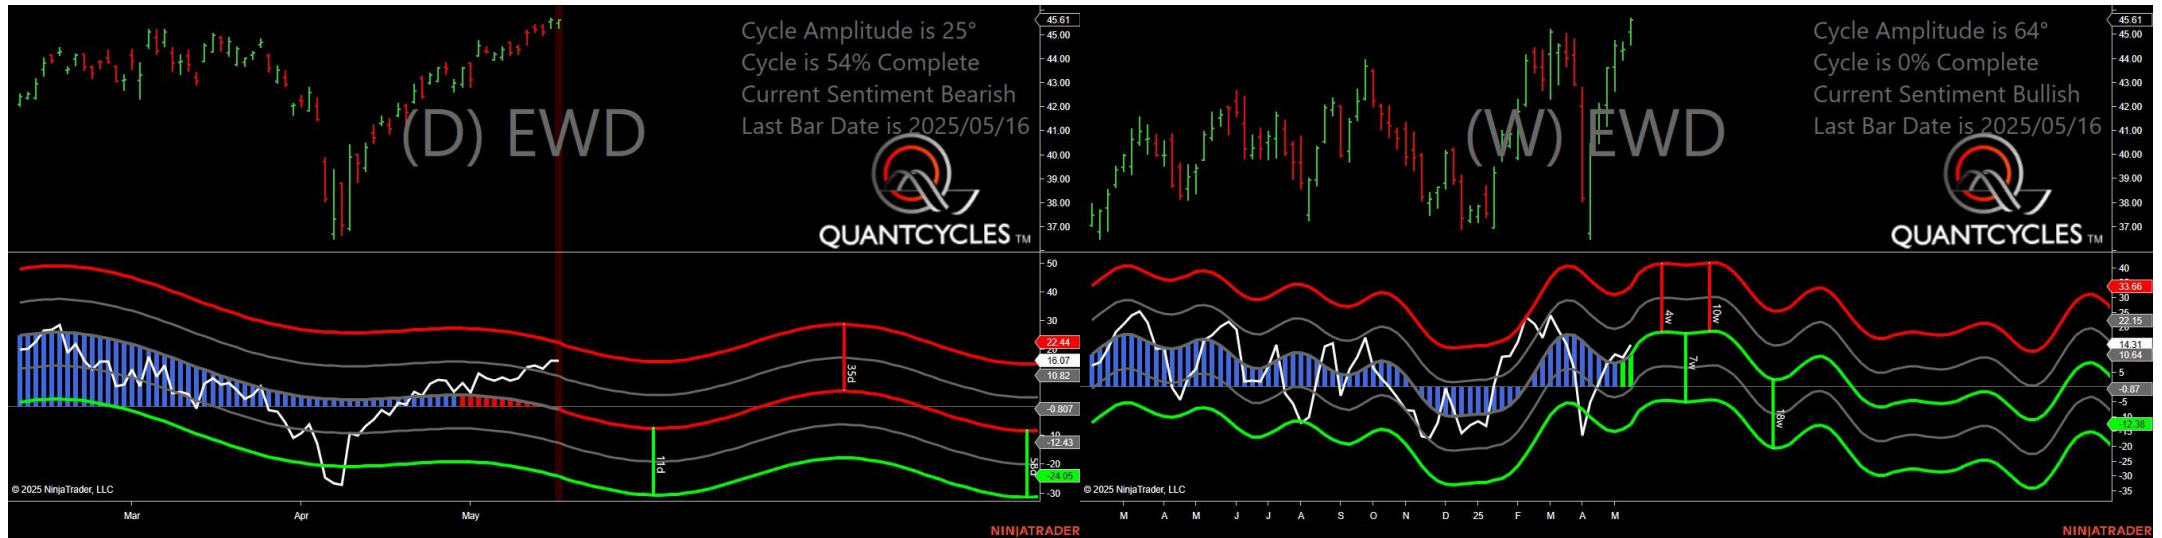 Cycle Amplitude is 25°
Cycle is 54% Complete
Current Sentiment Bearish
Last Bar Date is 2025/05/16
(D) EWD
QUANTCYCLES TM
45.61
45.00
44.00
43.00
42.00
41.00
40.00
39.00
38.00
37.00
50
40
30
22.44
20
16.07
10.82
-0.807
-10
-12.43
-20
-24.05
-30
11d
35d
58d
© 2025 NinjaTrader, LLC
Mar Apr May
NINJATRADER
Cycle Amplitude is 64°
Cycle is 0% Complete
Current Sentiment Bullish
Last Bar Date is 2025/05/16
(W) EWD
QUANTCYCLES TM
45.61
45.00
44.00
43.00
42.00
41.00
40.00
39.00
38.00
37.00
40
33.66
30
22.15
20
14.31
10.64
5
-0.87
-5
-10
-12.38
-15
-20
-25
-30
-35
4w
10w
7w
18w
© 2025 NinjaTrader, LLC
M A M J J A S O N D 25 F M A M
NINJATRADER